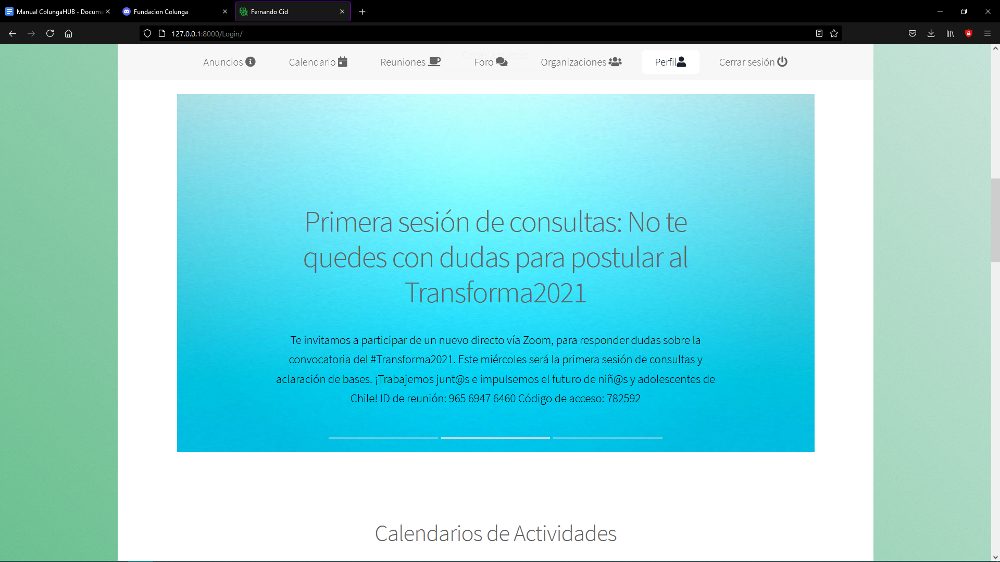 Manual ColungaHUB - Docume
Fundacion Colunga
Fernando Cid
127.0.0.1:8000/Login/
Crear anuncio
Anuncios
Calendario
Reuniones
Foro
Organizaciones
Perfil
Cerrar sesión
Primera sesión de consultas: No te
quedes con dudas para postular al
Transforma2021
Te invitamos a participar de un nuevo directo vía Zoom, para responder dudas sobre la
convocatoria del #Transforma2021. Este miércoles será la primera sesión de consultas y
aclaración de bases. ¡Trabajemos junt@s e impulsemos el futuro de niñ@s y adolescentes de
Chile! ID de reunión: 965 6947 6460 Código de acceso: 782592
Calendarios de Actividades